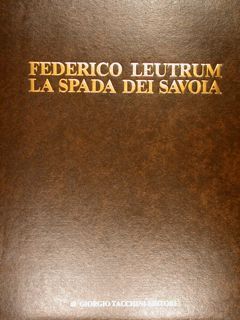 FEDERICO LEUTRUM
LA SPADA DEI SAVOIA
GIORGIO TACCHINI EDITORE